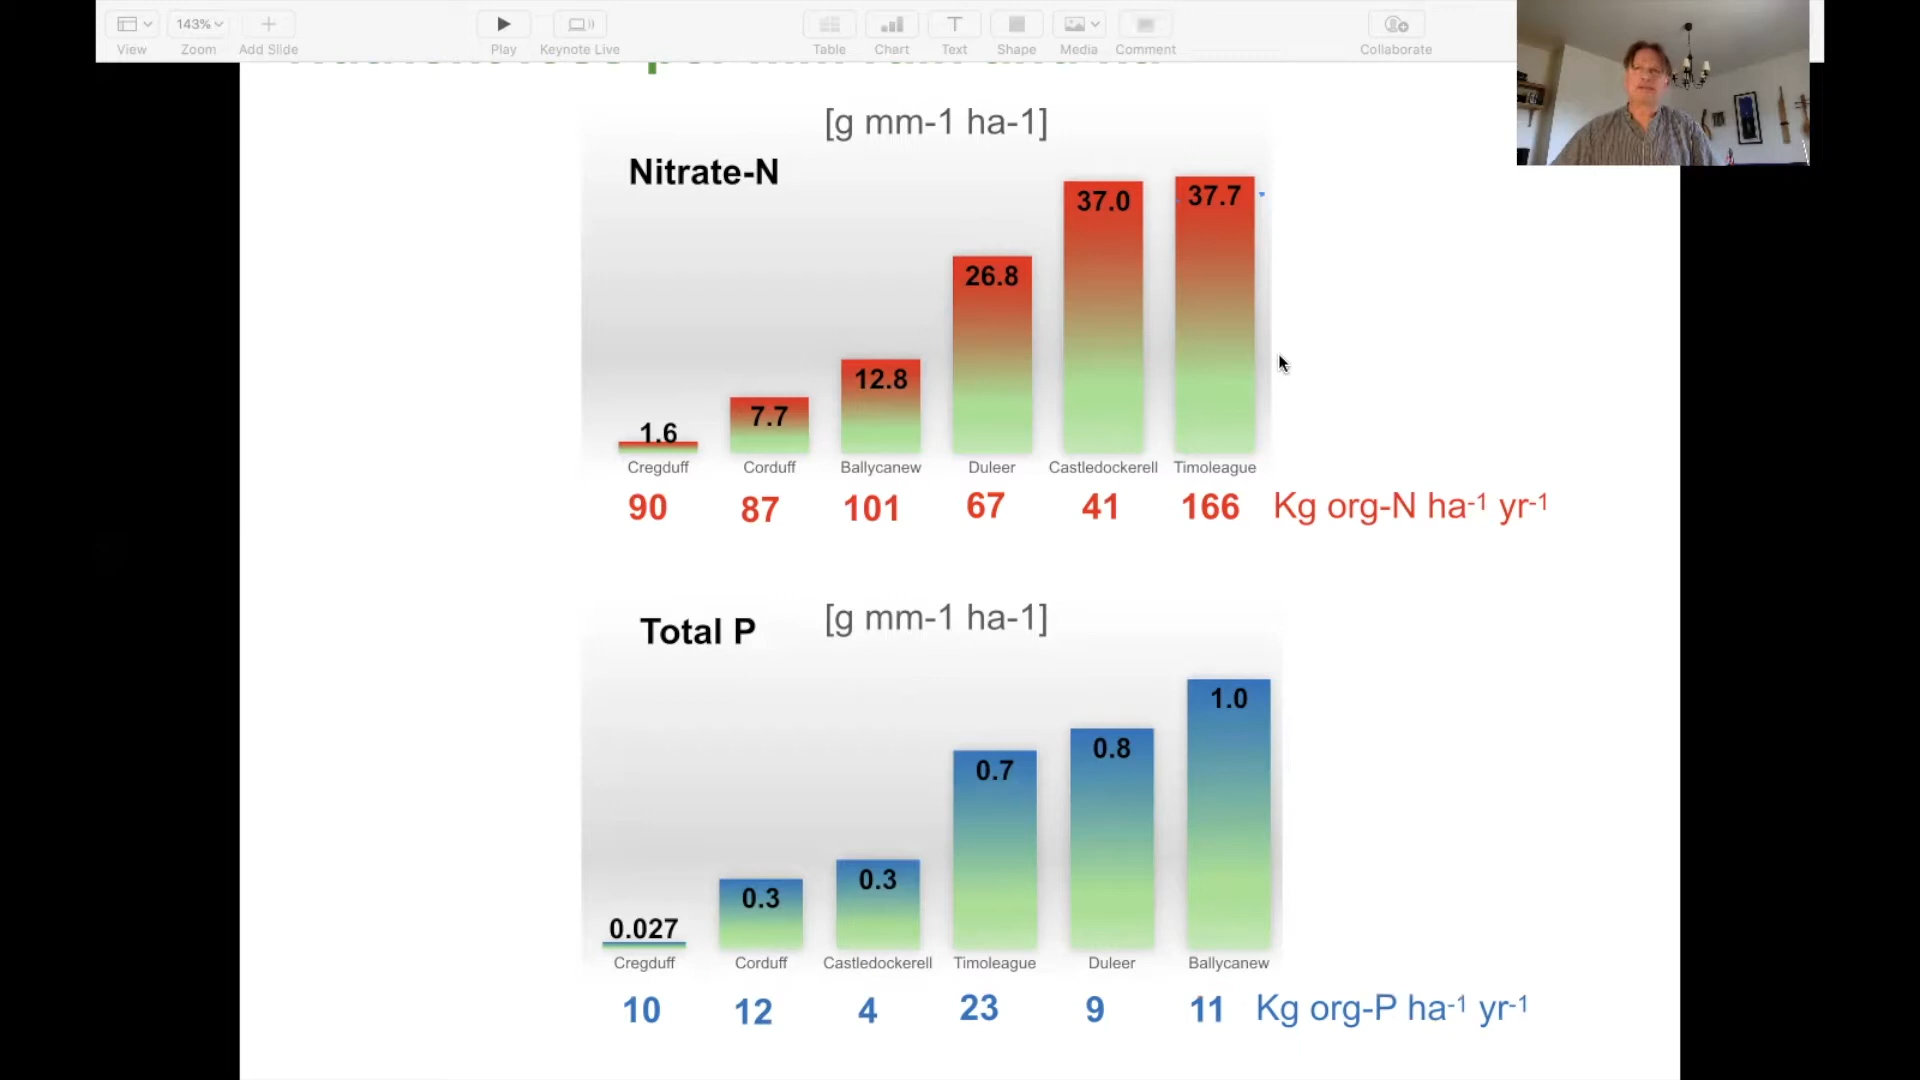 143%
View Zoom Add Slide Play Keynote Live Table Chart Text Shape Media Comment Collaborate
[g mm-1 ha-1]
Nitrate-N
1.6 7.7 12.8 26.8 37.0 37.7
Cregduff Corduff Ballycanew Duleer Castledockerell Timoleague
90 87 101 67 41 166 Kg org-N ha-1 yr-1
[g mm-1 ha-1]
Total P
0.027 0.3 0.3 0.7 0.8 1.0
Cregduff Corduff Castledockerell Timoleague Duleer Ballycanew
10 12 4 23 9 11 Kg org-P ha-1 yr-1